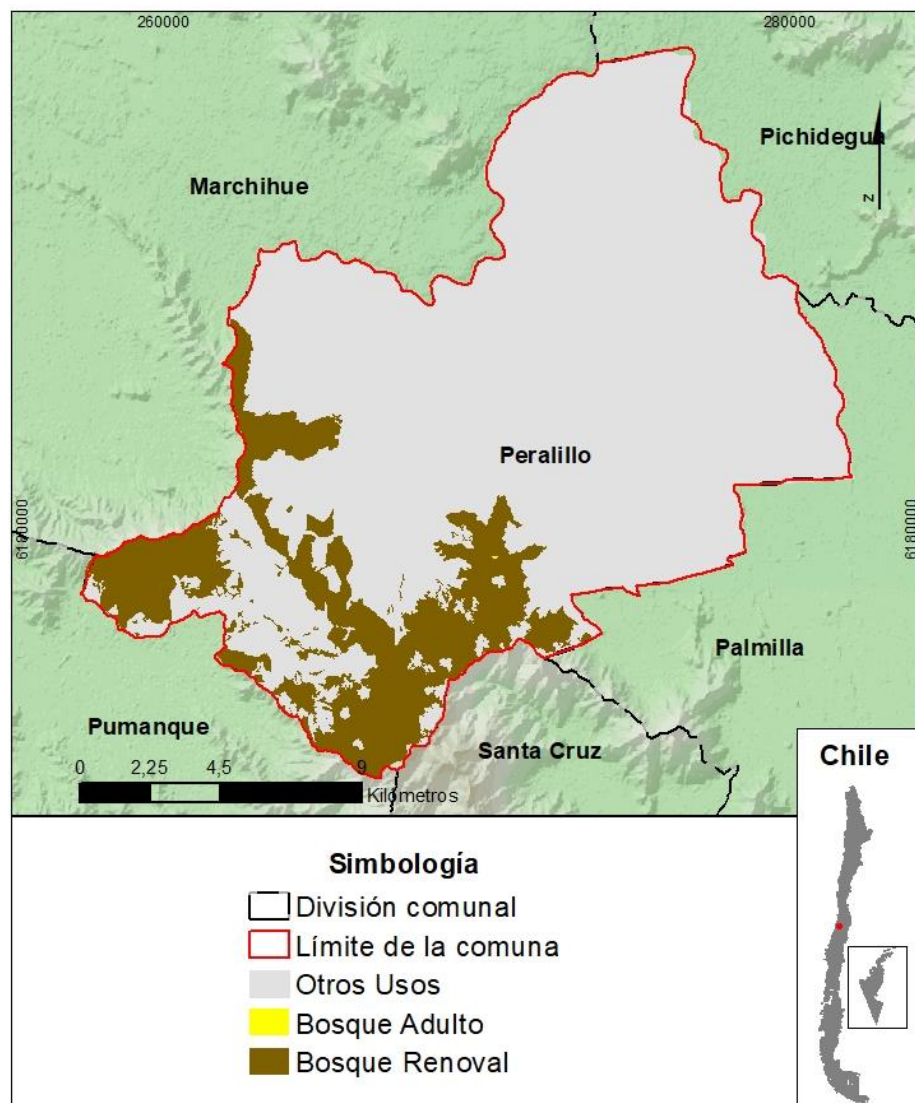 260000
280000
Pichidegua
z
Marchihue
Peralillo
6180000
6180000
Palmilla
Pumanque
Santa Cruz
0 2,25 4,5 9
Kilómetros
Chile
Simbología
División comunal
Límite de la comuna
Otros Usos
Bosque Adulto
Bosque Renoval